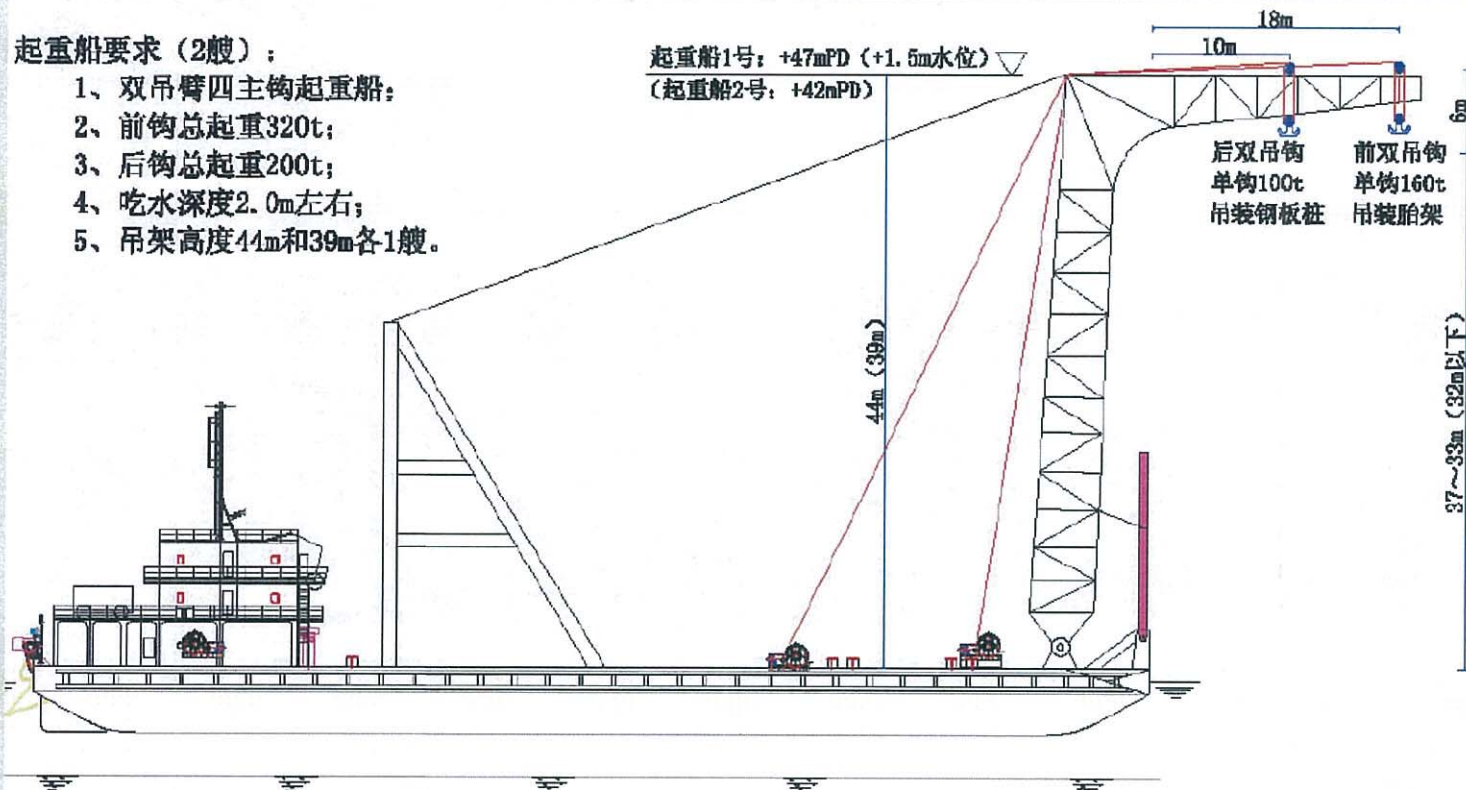 起重船要求（2艘）：
1、双吊臂四主钩起重船；
2、前钩总起重320t；
3、后钩总起重200t；
4、吃水深度2.0m左右；
5、吊架高度44m和39m各1艘。
起重船1号：+47mPD（+1.5m水位）
（起重船2号：+42mPD）
18m
10m
6m
后双吊钩
单钩100t
吊装钢板桩
前双吊钩
单钩160t
吊装胎架
44m（39m）
37～33m（32m以下）